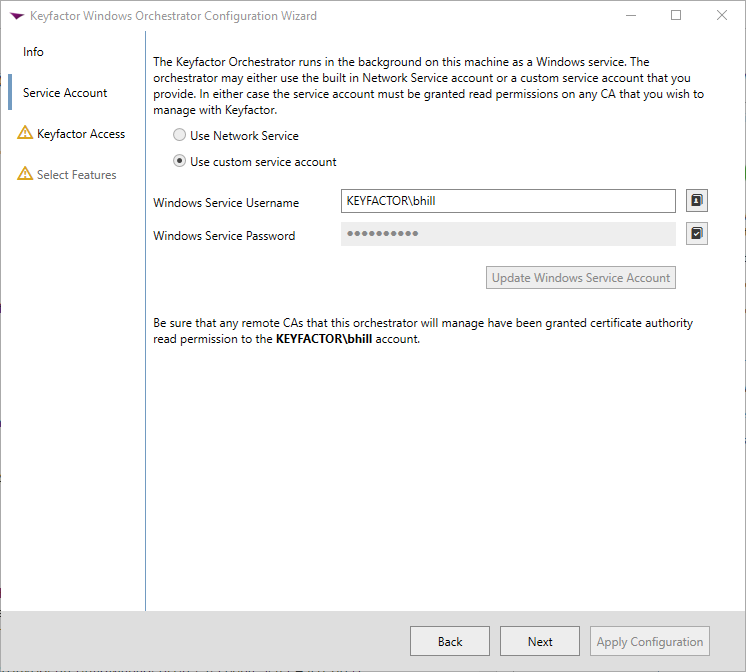 Keyfactor Windows Orchestrator Configuration Wizard
Info
Service Account
Keyfactor Access
Select Features
The Keyfactor Orchestrator runs in the background on this machine as a Windows service. The
orchestrator may either use the built in Network Service account or a custom service account that you
provide. In either case the service account must be granted read permissions on any CA that you wish to
manage with Keyfactor.
Use Network Service
Use custom service account
Windows Service Username
KEYFACTOR\bhill
Windows Service Password
••••••••••
Update Windows Service Account
Be sure that any remote CAs that this orchestrator will manage have been granted certificate authority
read permission to the KEYFACTOR\bhill account.
Back
Next
Apply Configuration